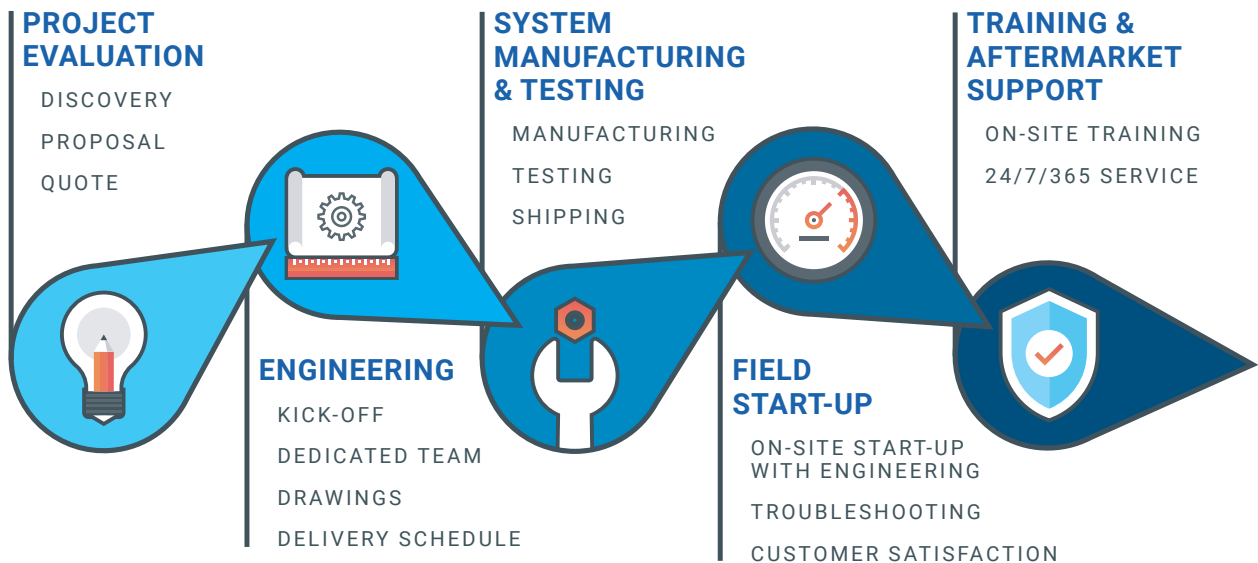 PROJECT
EVALUATION
DISCOVERY
PROPOSAL
QUOTE
ENGINEERING
KICK-OFF
DEDICATED TEAM
DRAWINGS
DELIVERY SCHEDULE
SYSTEM
MANUFACTURING
& TESTING
MANUFACTURING
TESTING
SHIPPING
FIELD
START-UP
ON-SITE START-UP
WITH ENGINEERING
TROUBLESHOOTING
CUSTOMER SATISFACTION
TRAINING &
AFTERMARKET
SUPPORT
ON-SITE TRAINING
24/7/365 SERVICE